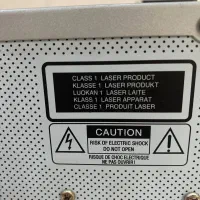 CLASS 1 LASER PRODUCT
KLASSE 1 LASER PRODUKT
LUOKAN 1 LASER LAITE
KLASS 1 LASER APPARAT
CLASSE 1 PRODUIT LASER
CAUTION
RISK OF ELECTRIC SHOCK
DO NOT OPEN
RISQUE DE CHOC ELECTRIQUE
NE PAS OUVRIR